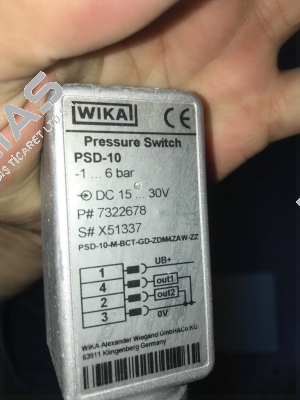 WIKA CE
Pressure Switch
PSD-10
-1 ... 6 bar
DC 15 ... 30V
P# 7322678
S# X51337
PSD-10-M-BCT-GD-ZDM4ZAW-ZZ
1 UB+
4 out1
2 out2
3 0V
WIKA Alexander Wiegand GmbH&Co.KG
63911 Klingenberg Germany